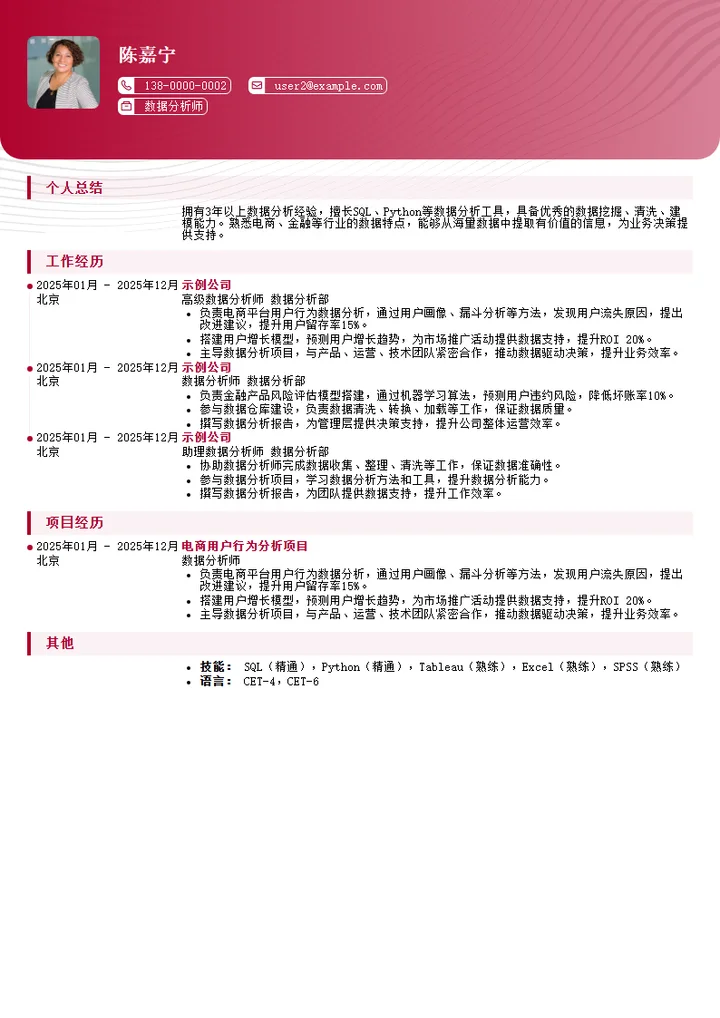 陈嘉宁
138-0000-0002 user2@example.com
数据分析师
个人总结
拥有3年以上数据分析经验，擅长SQL、Python等数据分析工具，具备优秀的数据挖掘、清洗、建
模能力。熟悉电商、金融等行业的数据特点，能够从海量数据中提取有价值的信息，为业务决策提
供支持。
工作经历
2025年01月 - 2025年12月 示例公司
北京 高级数据分析师 数据分析部
• 负责电商平台用户行为数据分析，通过用户画像、漏斗分析等方法，发现用户流失原因，提出
改进建议，提升用户留存率15%。
• 搭建用户增长模型，预测用户增长趋势，为市场推广活动提供数据支持，提升ROI 20%。
• 主导数据分析项目，与产品、运营、技术团队紧密合作，推动数据驱动决策，提升业务效率。
2025年01月 - 2025年12月 示例公司
北京 数据分析师 数据分析部
• 负责金融产品风险评估模型搭建，通过机器学习算法，预测用户违约风险，降低坏账率10%。
• 参与数据仓库建设，负责数据清洗、转换、加载等工作，保证数据质量。
• 撰写数据分析报告，为管理层提供决策支持，提升公司整体运营效率。
2025年01月 - 2025年12月 示例公司
北京 助理数据分析师 数据分析部
• 协助数据分析师完成数据收集、整理、清洗等工作，保证数据准确性。
• 参与数据分析项目，学习数据分析方法和工具，提升数据分析能力。
• 撰写数据分析报告，为团队提供数据支持，提升工作效率。
项目经历
2025年01月 - 2025年12月 电商用户行为分析项目
北京 数据分析师
• 负责电商平台用户行为数据分析，通过用户画像、漏斗分析等方法，发现用户流失原因，提出
改进建议，提升用户留存率15%。
• 搭建用户增长模型，预测用户增长趋势，为市场推广活动提供数据支持，提升ROI 20%。
• 主导数据分析项目，与产品、运营、技术团队紧密合作，推动数据驱动决策，提升业务效率。
其他
• 技能： SQL（精通），Python（精通），Tableau（熟练），Excel（熟练），SPSS（熟练）
• 语言： CET-4，CET-6